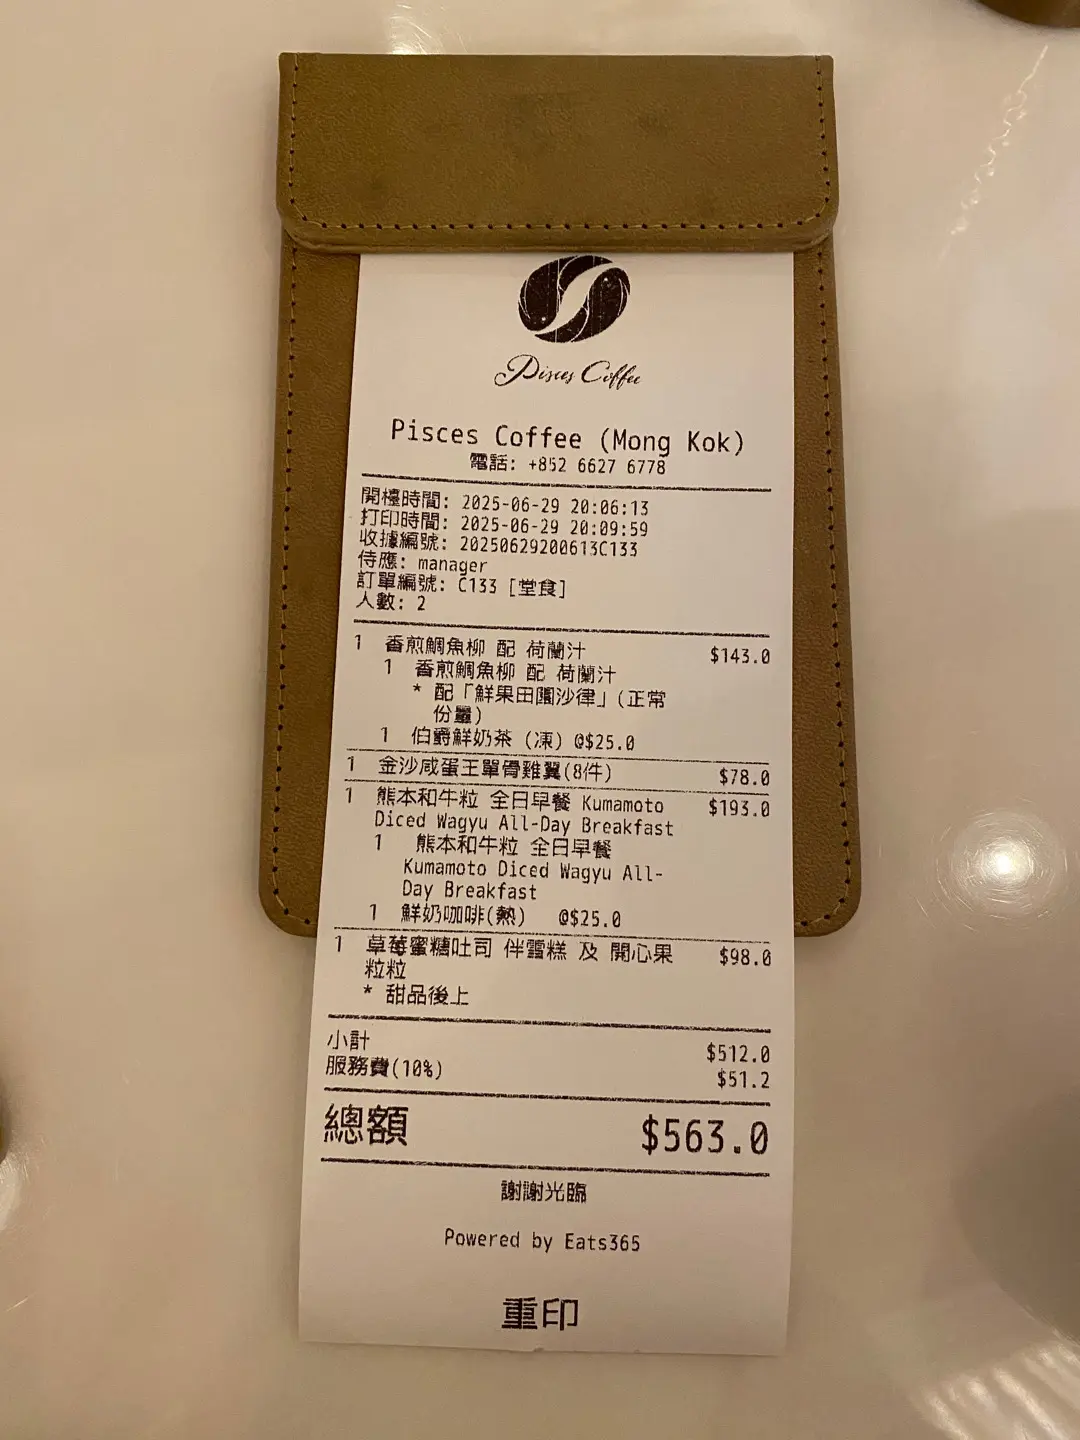 Pisces Coffee
Pisces Coffee (Mong Kok)
電話: +852 6627 6778
開檯時間: 2025-06-29 20:06:13
打印時間: 2025-06-29 20:09:59
收據編號: 20250629200613C133
侍應: manager
訂單編號: C133 [堂食]
人數: 2
1 香煎鯛魚柳 配 荷蘭汁 $143.0
1 香煎鯛魚柳 配 荷蘭汁
* 配「鮮果田園沙律」(正常
份量)
1 伯爵鮮奶茶 (凍) @$25.0
1 金沙咸蛋王單骨雞翼(8件) $78.0
1 熊本和牛粒 全日早餐 Kumamoto $193.0
Diced Wagyu All-Day Breakfast
1 熊本和牛粒 全日早餐
Kumamoto Diced Wagyu All-
Day Breakfast
1 鮮奶咖啡(熱) @$25.0
1 草莓蜜糖吐司 伴雪糕 及 開心果 $98.0
粒粒
* 甜品後上
小計 $512.0
服務費(10%) $51.2
總額 $563.0
謝謝光臨
Powered by Eats365
重印